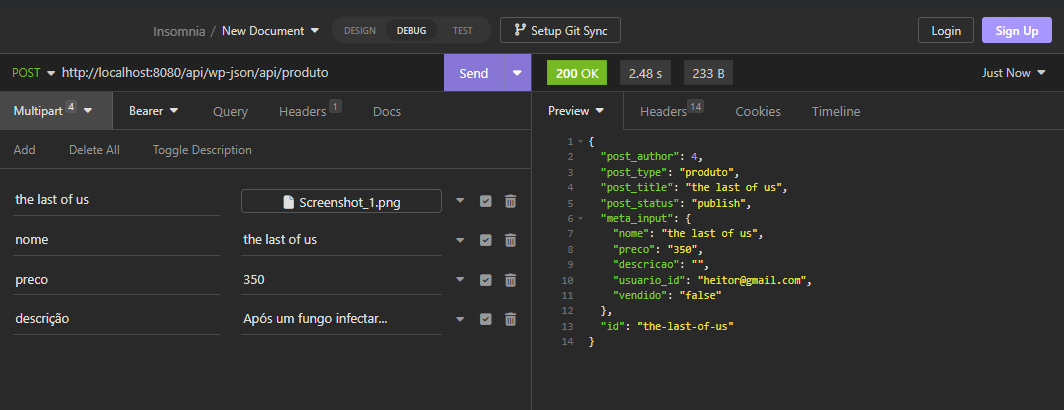 Insomnia / New Document
DESIGN DEBUG TEST
Setup Git Sync
Login
Sign Up
POST http://localhost:8080/api/wp-json/api/produto
Send
200 OK
2.48 s
233 B
Just Now
Multipart 4
Bearer
Query
Headers 1
Docs
Add
Delete All
Toggle Description
the last of us Screenshot_1.png
nome the last of us
preco 350
descrição Após um fungo infectar...
Preview
Headers 14
Cookies
Timeline
1 {
2 "post_author": 4,
3 "post_type": "produto",
4 "post_title": "the last of us",
5 "post_status": "publish",
6 "meta_input": {
7 "nome": "the last of us",
8 "preco": "350",
9 "descricao": "",
10 "usuario_id": "heitor@gmail.com",
11 "vendido": "false"
12 },
13 "id": "the-last-of-us"
14 }